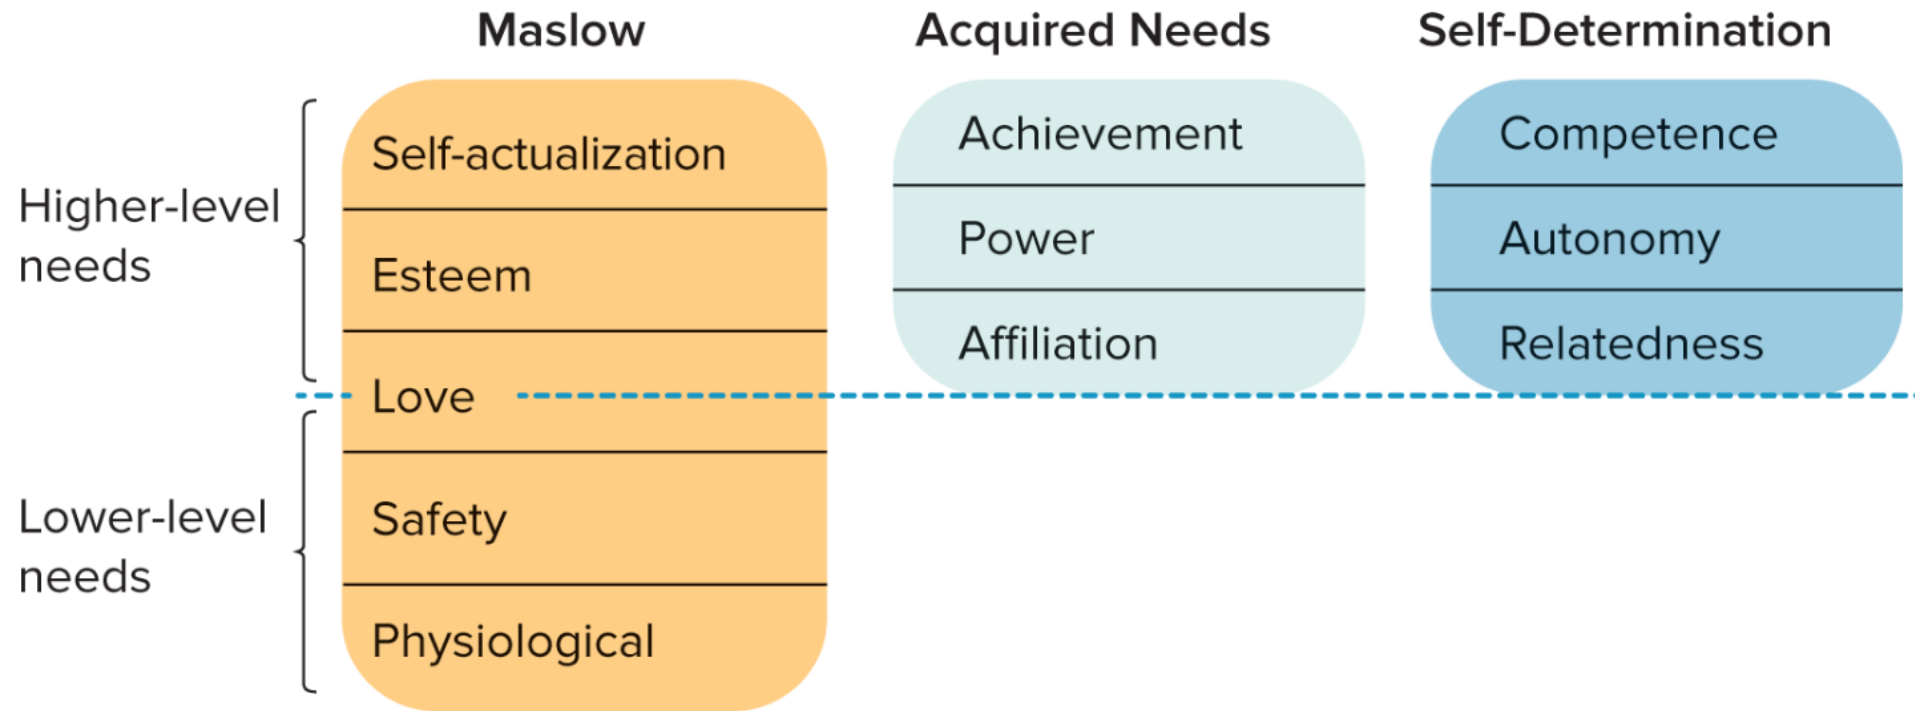 Maslow
Acquired Needs
Self-Determination
Higher-level
needs
Self-actualization
Esteem
Love
Lower-level
needs
Safety
Physiological
Achievement
Power
Affiliation
Competence
Autonomy
Relatedness